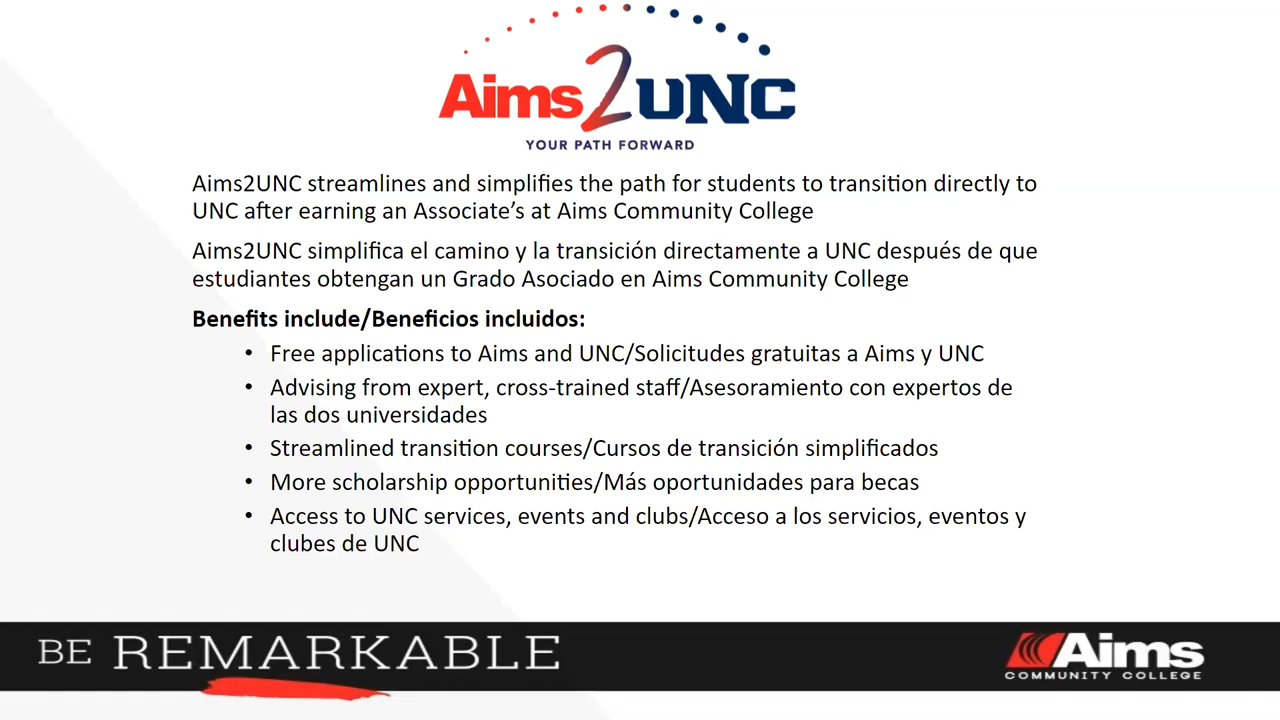 Aims2UNC
YOUR PATH FORWARD
Aims2UNC streamlines and simplifies the path for students to transition directly to
UNC after earning an Associate’s at Aims Community College
Aims2UNC simplifica el camino y la transición directamente a UNC después de que
estudiantes obtengan un Grado Asociado en Aims Community College
Benefits include/Beneficios incluidos:
• Free applications to Aims and UNC/Solicitudes gratuitas a Aims y UNC
• Advising from expert, cross-trained staff/Asesoramiento con expertos de
las dos universidades
• Streamlined transition courses/Cursos de transición simplificados
• More scholarship opportunities/Más oportunidades para becas
• Access to UNC services, events and clubs/Acceso a los servicios, eventos y
clubes de UNC
BE REMARKABLE
Aims
COMMUNITY COLLEGE